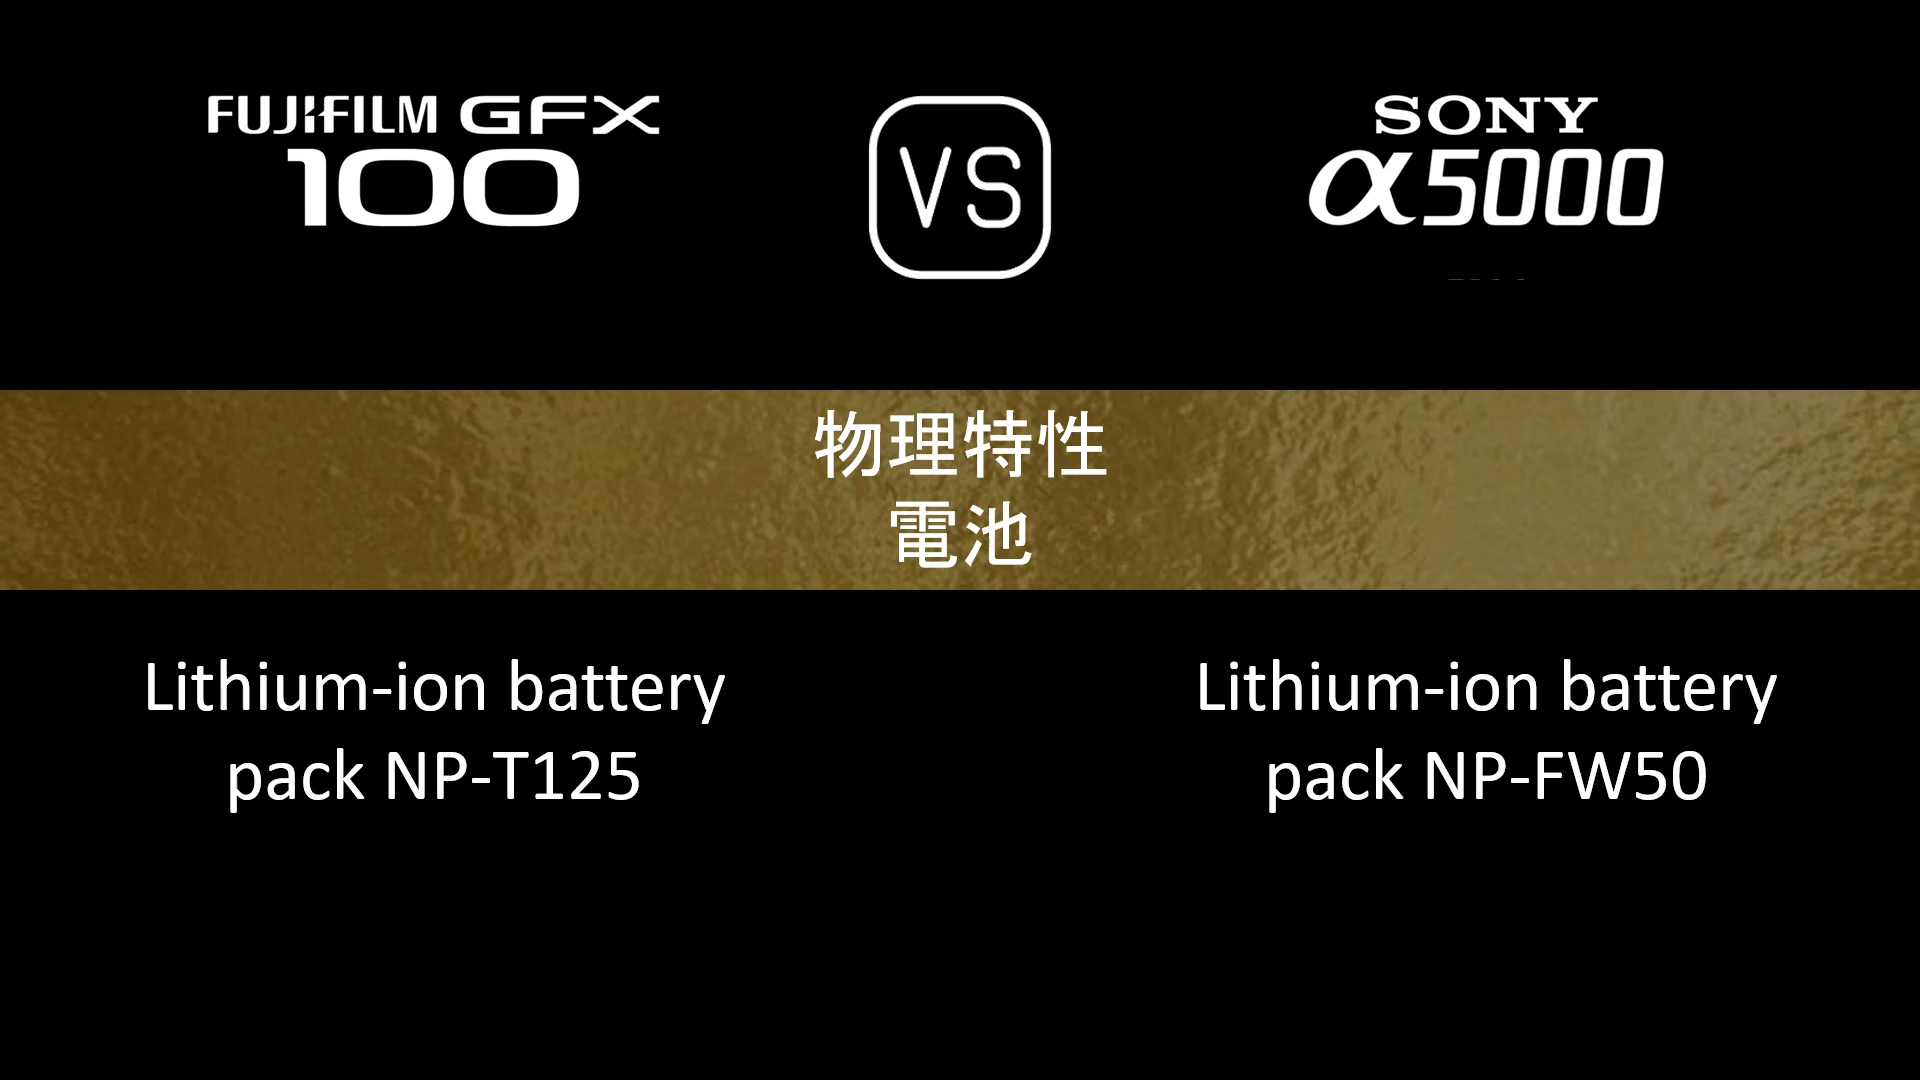 FUJIFILM GFX
100
VS
SONY
α5000
物理特性
電池
Lithium-ion battery
pack NP-T125
Lithium-ion battery
pack NP-FW50